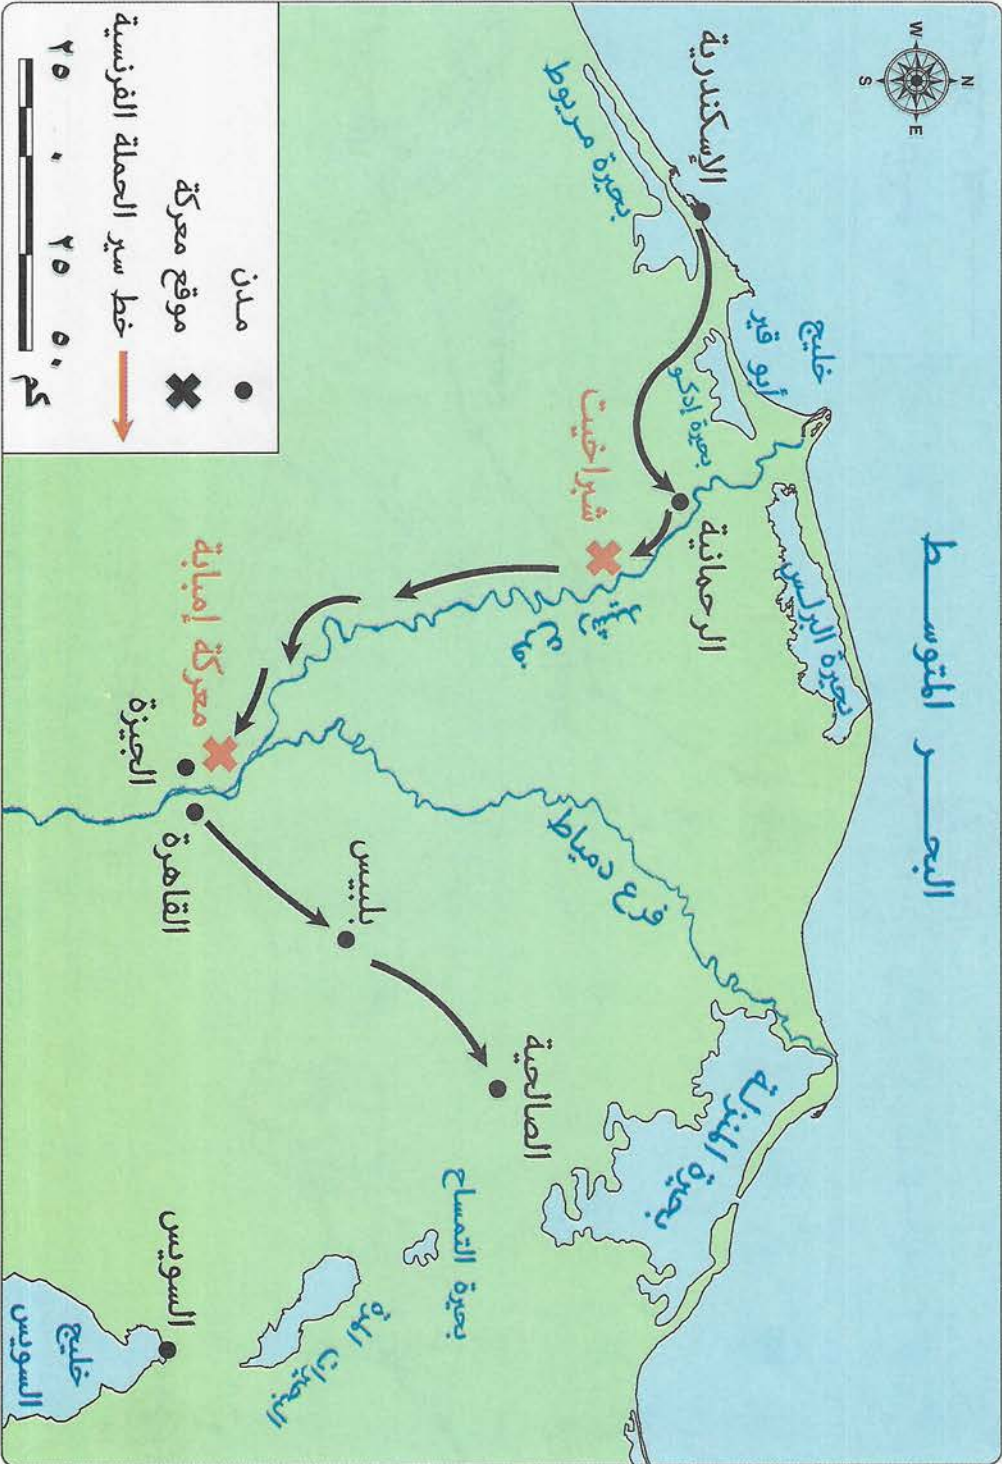 البحـــر المتوســـط
خليج
أبو قير
الإسكندرية
بحيرة مريوط
بحيرة إدكو
بحيرة البرلس
الرحمانية
شبراخيت
فرع رشيد
فرع دمياط
بحيرة المنزلة
الصالحية
بحيرة التمساح
البحيرات المرة
بلبيس
معركة إمبابة
الجيزة
القاهرة
السويس
خليج
السويس
مدن
موقع معركة
خط سير الحملة الفرنسية
٢٥ ٠ ٢٥ ٥٠
كم
N
E
S
W